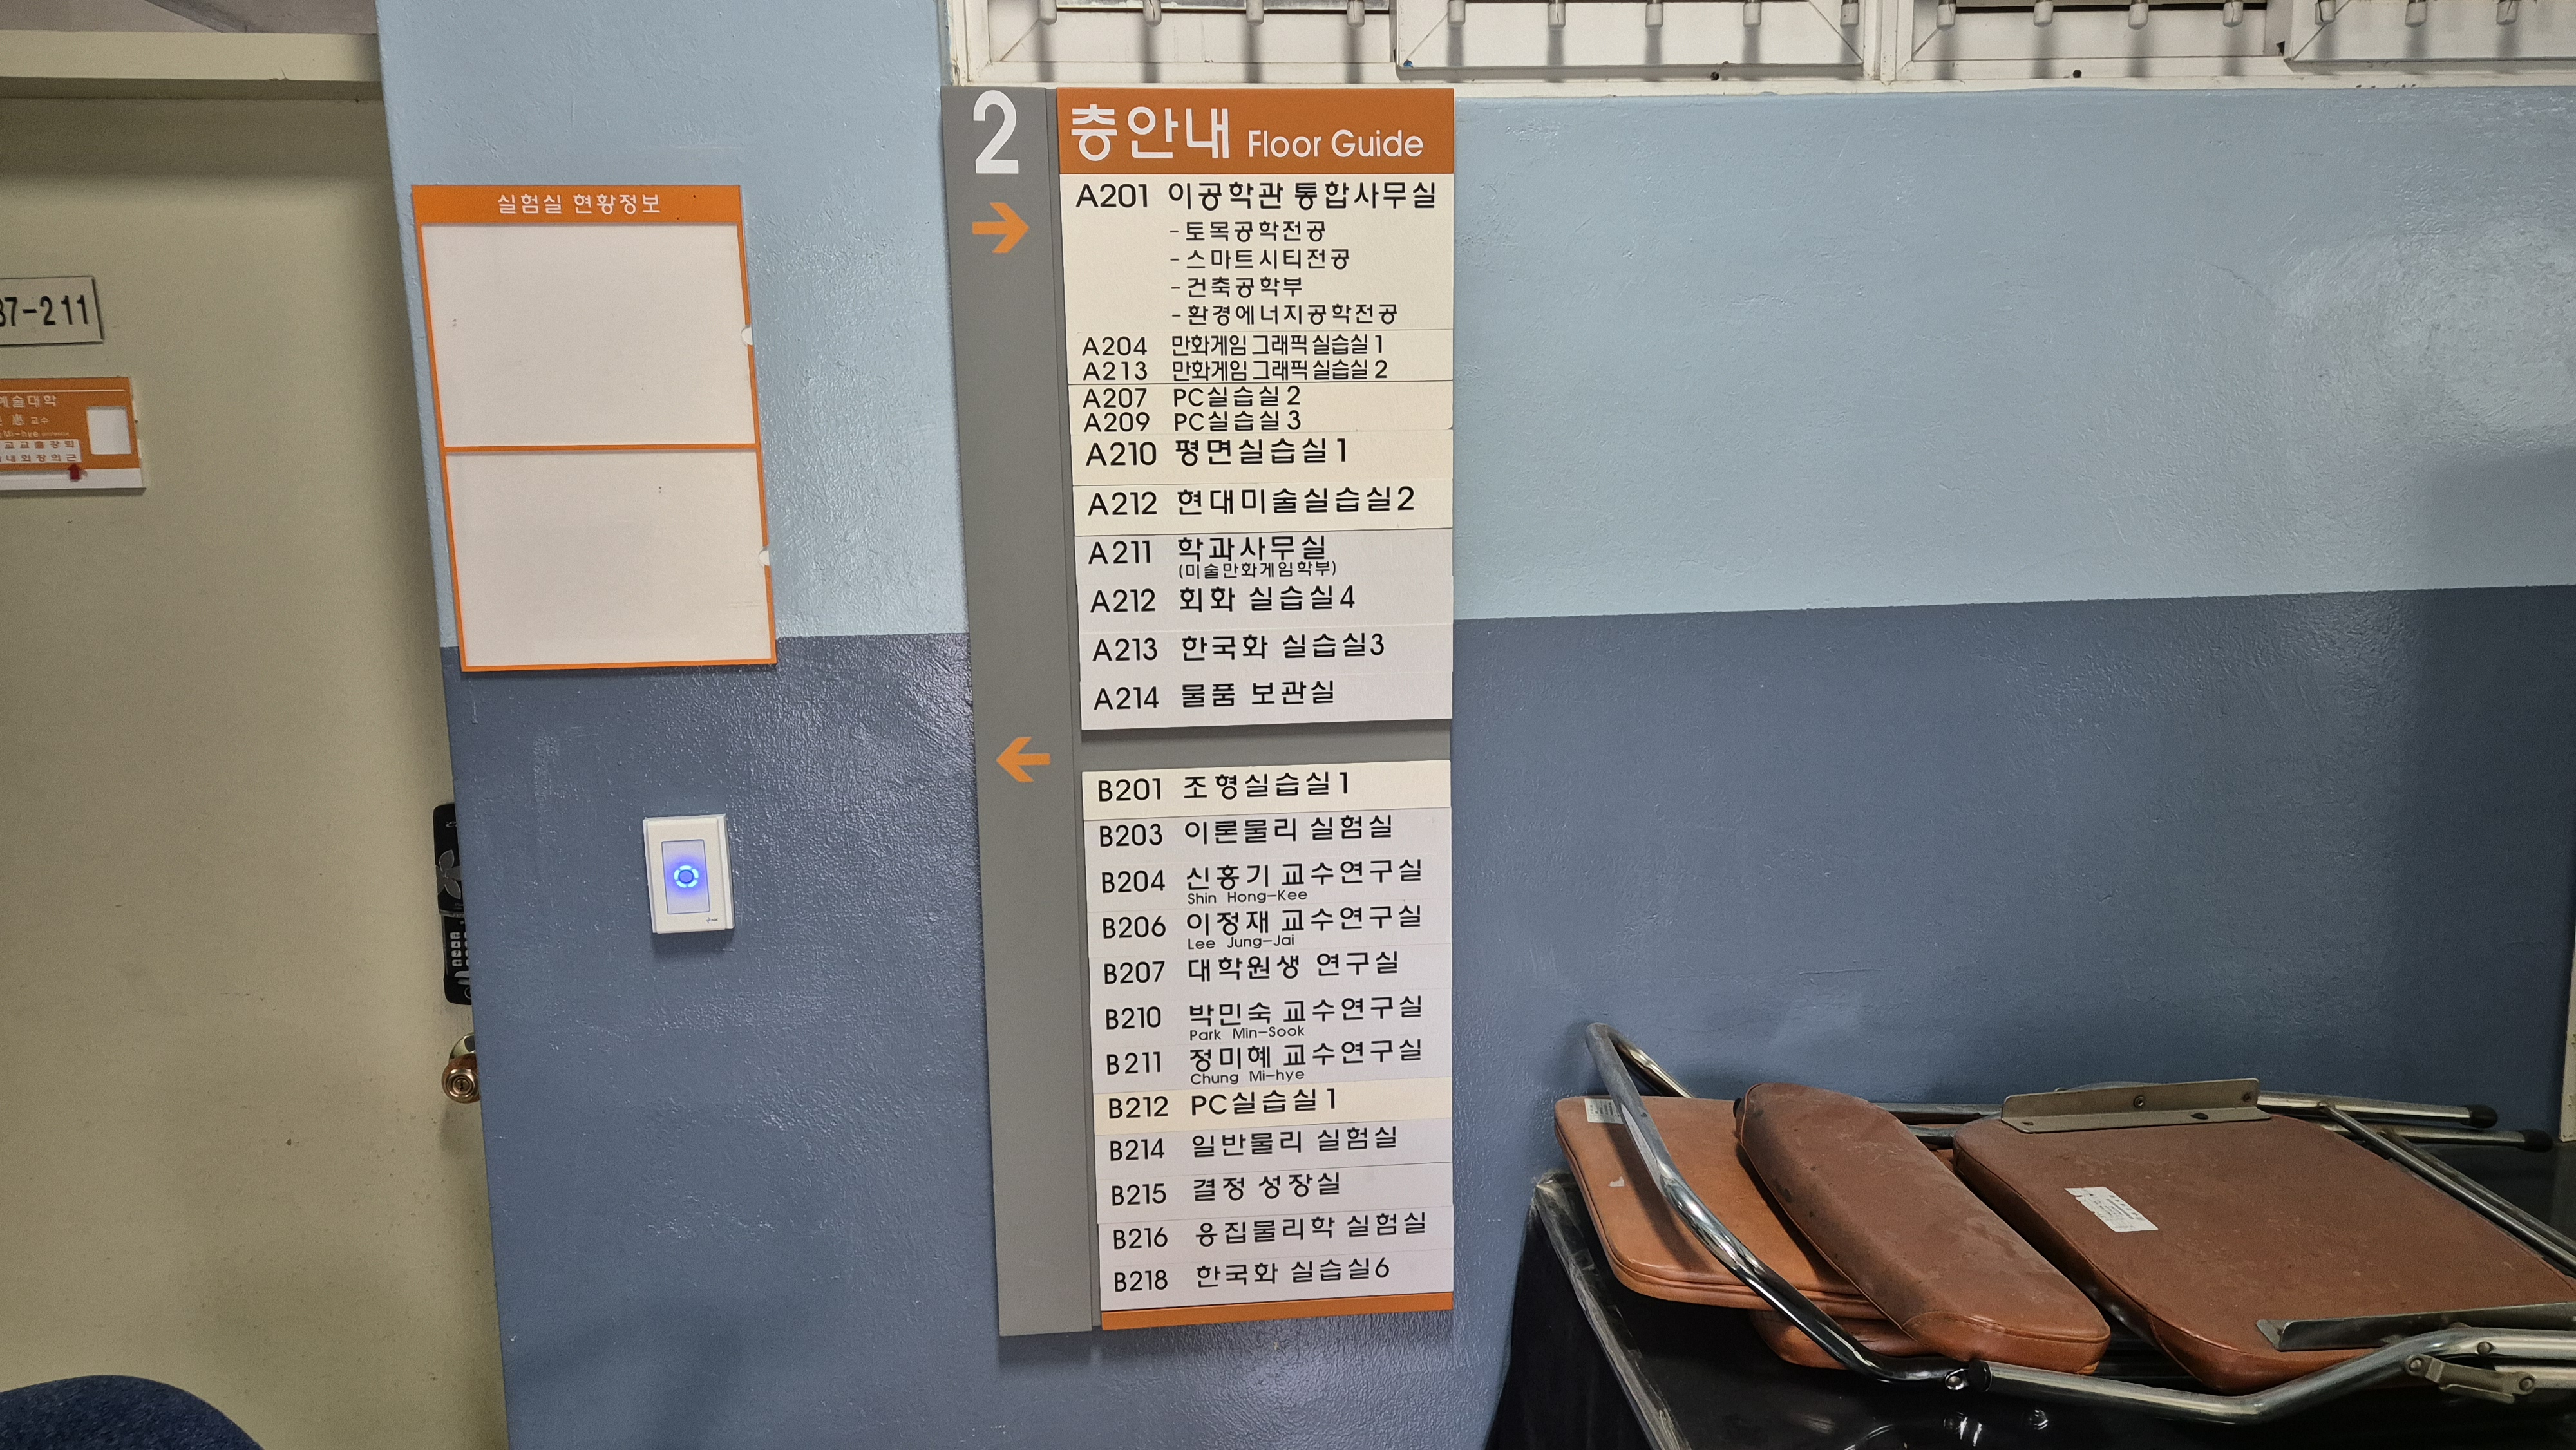 37-211
예술대학
교수
Mi-hye
실험실 현황정보
2
층안내 Floor Guide
A201 이공학관 통합사무실
-토목공학전공
-스마트시티전공
-건축공학부
-환경에너지공학전공
A204 만화게임 그래픽 실습실 1
A213 만화게임 그래픽 실습실 2
A207 PC실습실 2
A209 PC실습실 3
A210 평면실습실1
A212 현대미술실습실2
A211 학과사무실
(미술만화게임학부)
A212 회화 실습실4
A213 한국화 실습실3
A214 물품 보관실
B201 조형실습실1
B203 이론물리 실험실
B204 신홍기 교수연구실
Shin Hong-Kee
B206 이정재 교수연구실
Lee Jung-Jai
B207 대학원생 연구실
B210 박민숙 교수연구실
Park Min-Sook
B211 정미혜 교수연구실
Chung Mi-hye
B212 PC실습실1
B214 일반물리 실험실
B215 결정 성장실
B216 응집물리학 실험실
B218 한국화 실습실6